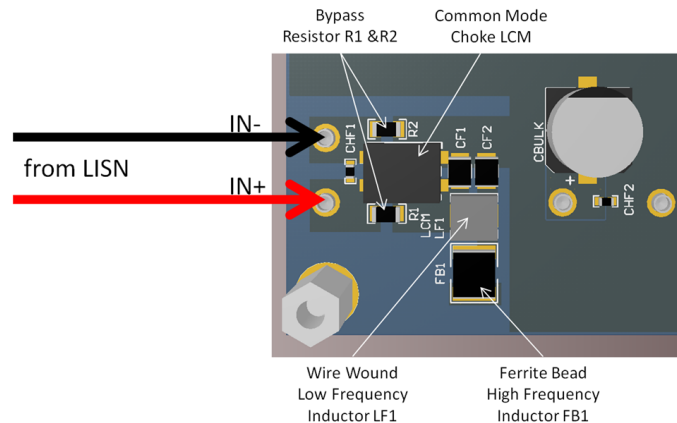 Bypass
Resistor R1 &R2
Common Mode
Choke LCM
IN-
from LISN
IN+
CHF1
R2
CF1
CF2
CBULK
+
R1
LCM
LF1
CHF2
FB1
Wire Wound
Low Frequency
Inductor LF1
Ferrite Bead
High Frequency
Inductor FB1